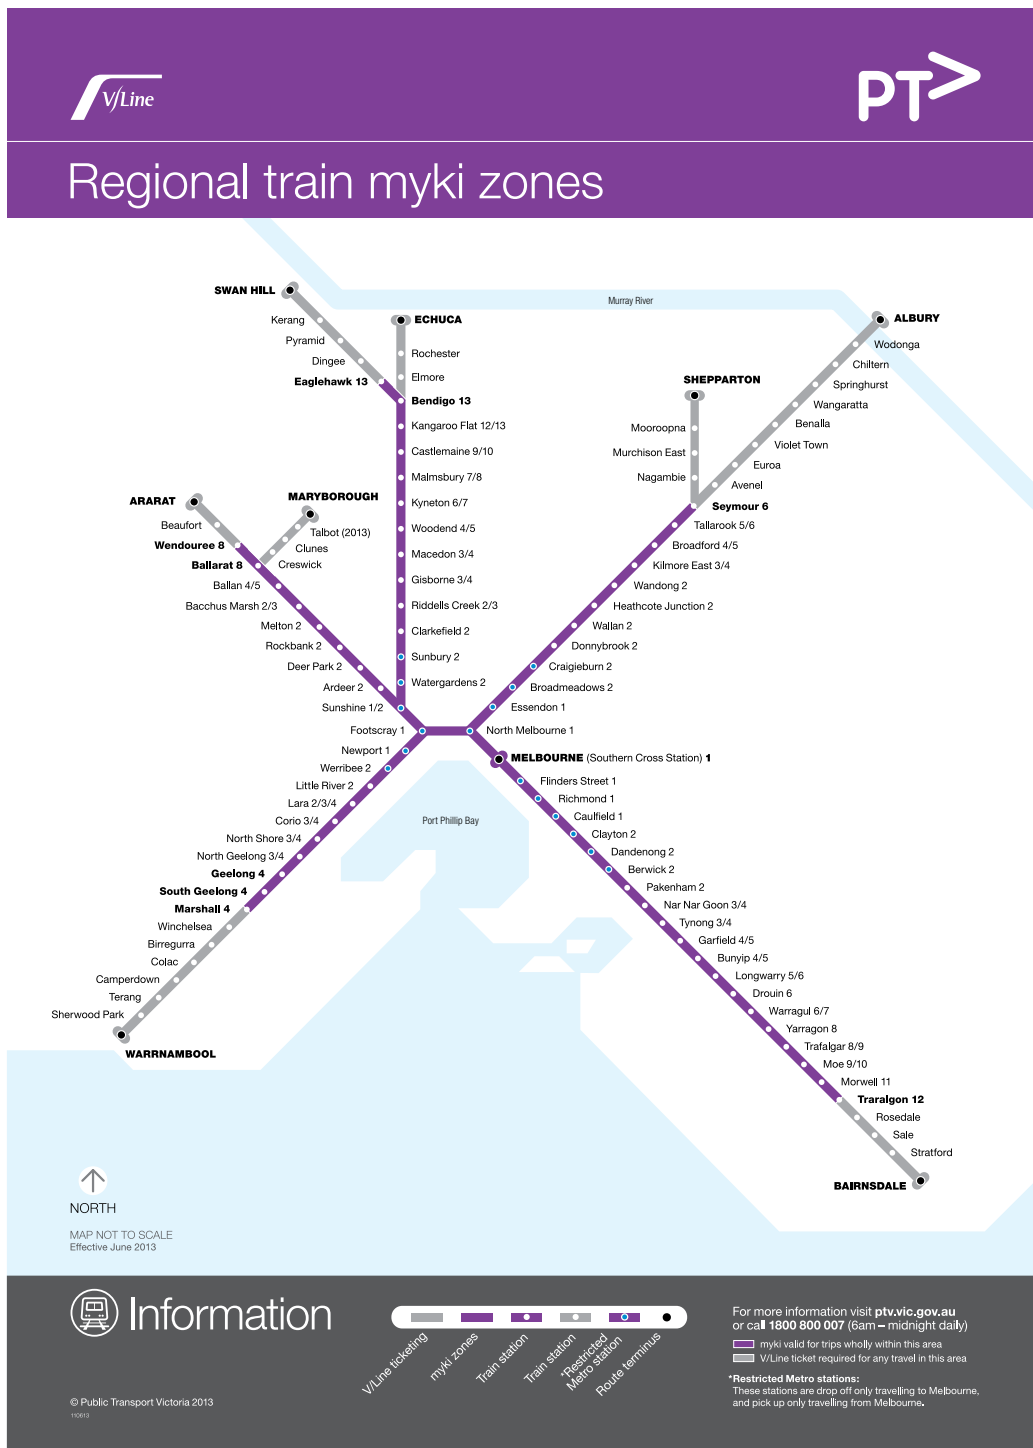 V/Line
PT>
Regional train myki zones
Murray River
SWAN HILL
Kerang
Pyramid
Dingee
Eaglehawk 13
ECHUCA
Rochester
Elmore
Bendigo 13
Kangaroo Flat 12/13
Castlemaine 9/10
Malmsbury 7/8
Kyneton 6/7
Woodend 4/5
Macedon 3/4
Gisborne 3/4
Riddells Creek 2/3
Clarkefield 2
Sunbury 2
Watergardens 2
ARARAT
Beaufort
Wendouree 8
Ballarat 8
MARYBOROUGH
Talbot (2013)
Clunes
Creswick
Ballan 4/5
Bacchus Marsh 2/3
Melton 2
Rockbank 2
Deer Park 2
Ardeer 2
Sunshine 1/2
Footscray 1
ALBURY
Wodonga
Chiltern
Springhurst
Wangaratta
Benalla
Violet Town
Euroa
Avenel
SHEPPARTON
Mooroopna
Murchison East
Nagambie
Seymour 6
Tallarook 5/6
Broadford 4/5
Kilmore East 3/4
Wandong 2
Heathcote Junction 2
Wallan 2
Donnybrook 2
Craigieburn 2
Broadmeadows 2
Essendon 1
North Melbourne 1
MELBOURNE (Southern Cross Station) 1
Newport 1
Werribee 2
Little River 2
Lara 2/3/4
Corio 3/4
North Shore 3/4
North Geelong 3/4
Geelong 4
South Geelong 4
Marshall 4
Winchelsea
Birregurra
Colac
Camperdown
Terang
Sherwood Park
WARRNAMBOOL
Port Phillip Bay
Flinders Street 1
Richmond 1
Caulfield 1
Clayton 2
Dandenong 2
Berwick 2
Pakenham 2
Nar Nar Goon 3/4
Tynong 3/4
Garfield 4/5
Bunyip 4/5
Longwarry 5/6
Drouin 6
Warragul 6/7
Yarragon 8
Trafalgar 8/9
Moe 9/10
Morwell 11
Traralgon 12
Rosedale
Sale
Stratford
BAIRNSDALE
NORTH
MAP NOT TO SCALE
Effective June 2013
Information
V/Line ticketing
myki zones
Train station
Train station
*Restricted
Metro station
Route terminus
For more information visit ptv.vic.gov.au
or call 1800 800 007 (6am – midnight daily)
myki valid for trips wholly within this area
V/Line ticket required for any travel in this area
*Restricted Metro stations:
These stations are drop off only travelling to Melbourne,
and pick up only travelling from Melbourne.
© Public Transport Victoria 2013
110613